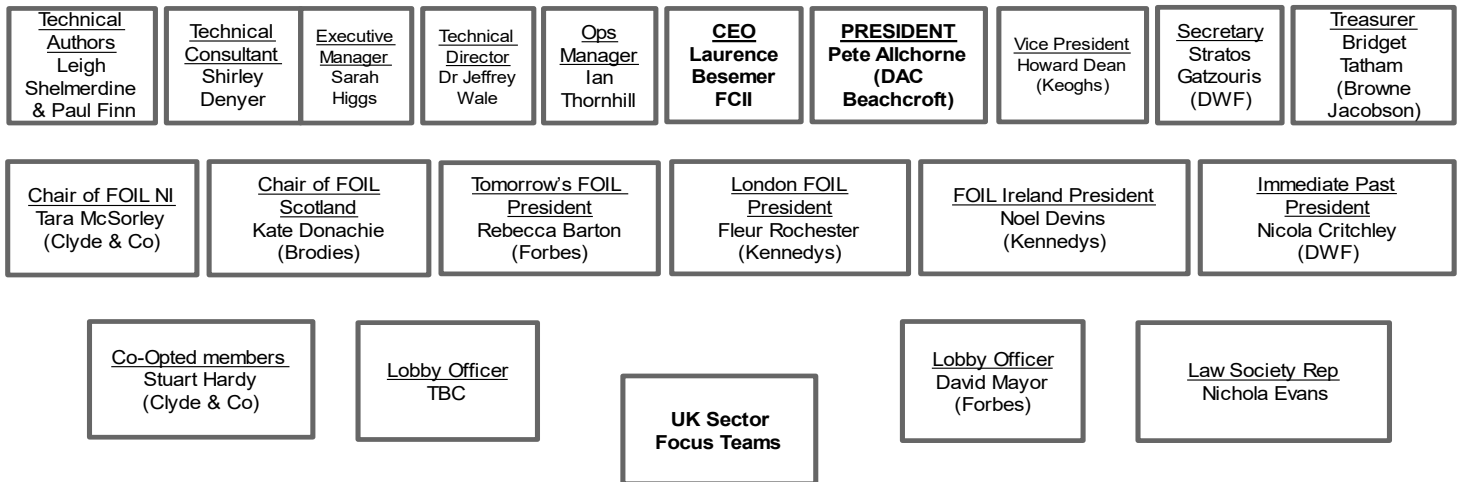 Technical
Authors
Leigh
Shelmerdine
& Paul Finn
Technical
Consultant
Shirley
Denyer
Executive
Manager
Sarah
Higgs
Technical
Director
Dr Jeffrey
Wale
Ops
Manager
Ian
Thornhill
CEO
Laurence
Besemer
FCII
PRESIDENT
Pete Allchorne
(DAC
Beachcroft)
Vice President
Howard Dean
(Keoghs)
Secretary
Stratos
Gatzouris
(DWF)
Treasurer
Bridget
Tatham
(Browne
Jacobson)
Chair of FOIL NI
Tara McSorley
(Clyde & Co)
Chair of FOIL
Scotland
Kate Donachie
(Brodies)
Tomorrow's FOIL
President
Rebecca Barton
(Forbes)
London FOIL
President
Fleur Rochester
(Kennedys)
FOIL Ireland President
Noel Devins
(Kennedys)
Immediate Past
President
Nicola Critchley
(DWF)
Co-Opted members
Stuart Hardy
(Clyde & Co)
Lobby Officer
TBC
UK Sector
Focus Teams
Lobby Officer
David Mayor
(Forbes)
Law Society Rep
Nichola Evans